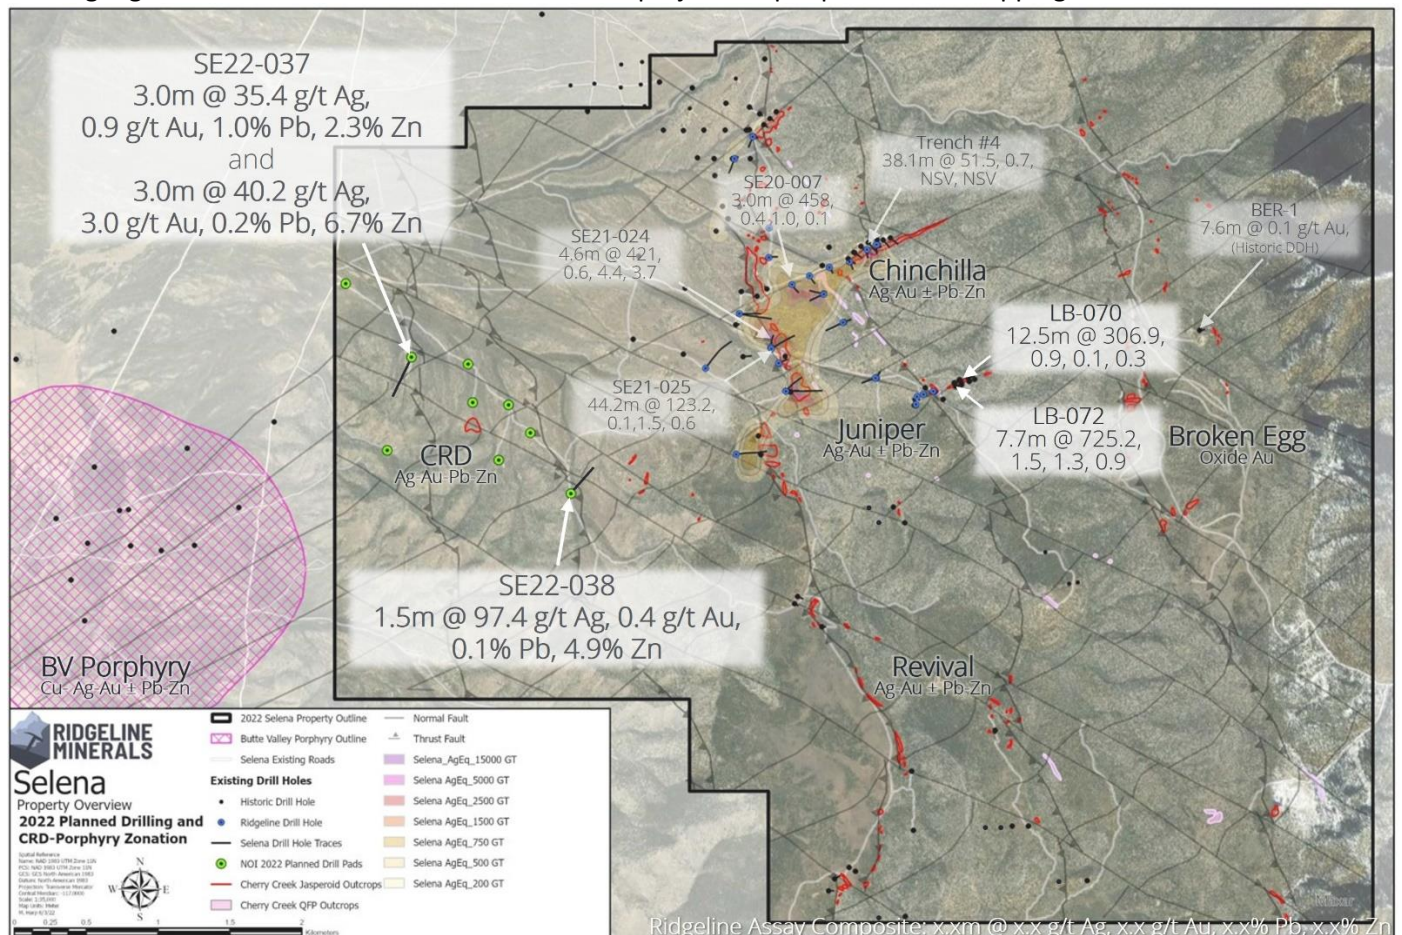 SE22-037
3.0m @ 35.4 g/t Ag,
0.9 g/t Au, 1.0% Pb, 2.3% Zn
and
3.0m @ 40.2 g/t Ag,
3.0 g/t Au, 0.2% Pb, 6.7% Zn
Trench #4
38.1m @ 51.5, 0.7,
NSV, NSV
SE20-007
3.0m @ 458,
0.4 1.0, 0.1
BER-1
7.6m @ 0.1 g/t Au,
(Historic DDH)
SE21-024
4.6m @ 421,
0.6, 4.4, 3.7
Chinchilla
Ag-Au ± Pb-Zn
LB-070
12.5m @ 306.9,
0.9, 0.1, 0.3
SE21-025
44.2m @ 123.2,
0.1,1.5, 0.6
LB-072
7.7m @ 725.2,
1.5, 1.3, 0.9
Juniper
Ag-Au ± Pb-Zn
Broken Egg
Oxide Au
CRD
Ag-Au-Pb-Zn
SE22-038
1.5m @ 97.4 g/t Ag, 0.4 g/t Au,
0.1% Pb, 4.9% Zn
BV Porphyry
Cu- Ag-Au ± Pb-Zn
Revival
Ag-Au ± Pb-Zn
RIDGELINE
MINERALS
Selena
Property Overview
2022 Planned Drilling and
CRD-Porphyry Zonation
N
W E
S
2022 Selena Property Outline
Butte Valley Porphyry Outline
Selena Existing Roads
Existing Drill Holes
Historic Drill Hole
Ridgeline Drill Hole
Selena Drill Hole Traces
NOI 2022 Planned Drill Pads
Cherry Creek Jasperoid Outcrops
Cherry Creek QFP Outcrops
Normal Fault
Thrust Fault
Selena_AgEq_15000 GT
Selena AgEq_5000 GT
Selena AgEq_2500 GT
Selena AgEq_1500 GT
Selena AgEq_750 GT
Selena AgEq_500 GT
Selena AgEq_200 GT
0 0.25 0.5 1 1.5 2
Kilometers
Ridgeline Assay Composite: x.xm @ x.x g/t Ag, x.x g/t Au, x.x% Pb, x.x% Zn